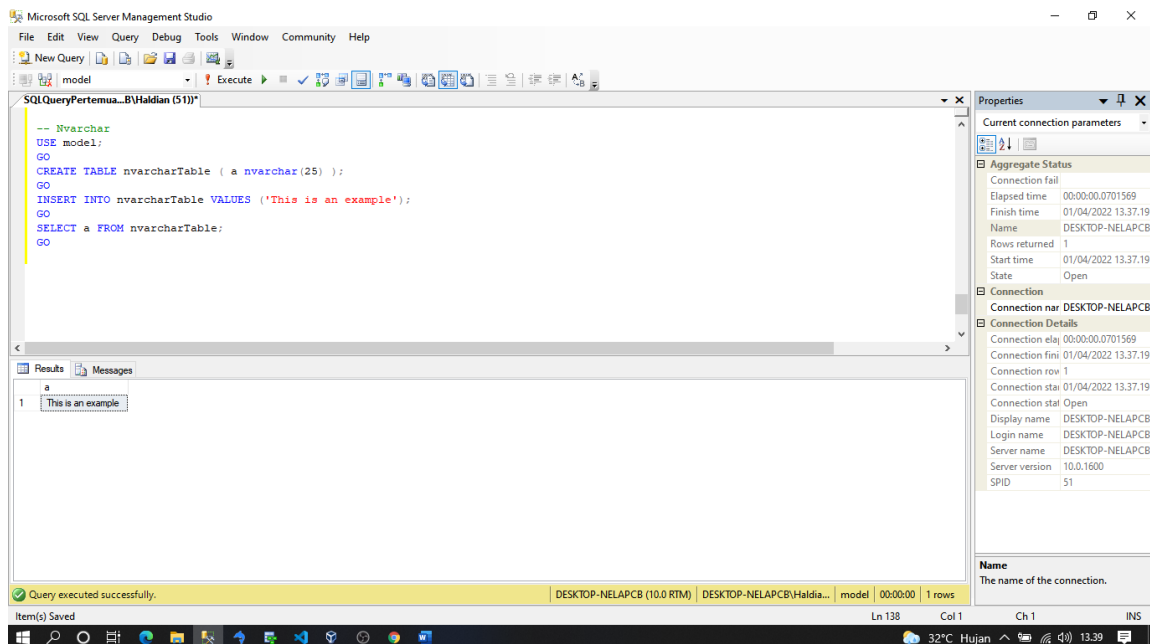 Microsoft SQL Server Management Studio
File Edit View Query Debug Tools Window Community Help
New Query
model Execute
SQLQueryPertemua...B\Haldian (51))*
-- Nvarchar
USE model;
GO
CREATE TABLE nvarcharTable ( a nvarchar(25) );
GO
INSERT INTO nvarcharTable VALUES ('This is an example');
GO
SELECT a FROM nvarcharTable;
GO
Results Messages
a
1 This is an example
Query executed successfully. DESKTOP-NELAPCB (10.0 RTM) DESKTOP-NELAPCB\Haldia... model 00:00:00 1 rows
Properties
Current connection parameters
Aggregate Status
Connection fail
Elapsed time 00:00:00.0701569
Finish time 01/04/2022 13.37.19
Name DESKTOP-NELAPCB
Rows returned 1
Start time 01/04/2022 13.37.19
State Open
Connection
Connection nar DESKTOP-NELAPCB
Connection Details
Connection elap 00:00:00.0701569
Connection fini 01/04/2022 13.37.19
Connection row 1
Connection star 01/04/2022 13.37.19
Connection stat Open
Display name DESKTOP-NELAPCB
Login name DESKTOP-NELAPCB
Server name DESKTOP-NELAPCB
Server version 10.0.1600
SPID 51
Name
The name of the connection.
Item(s) Saved Ln 138 Col 1 Ch 1 INS
32°C Hujan 13.39